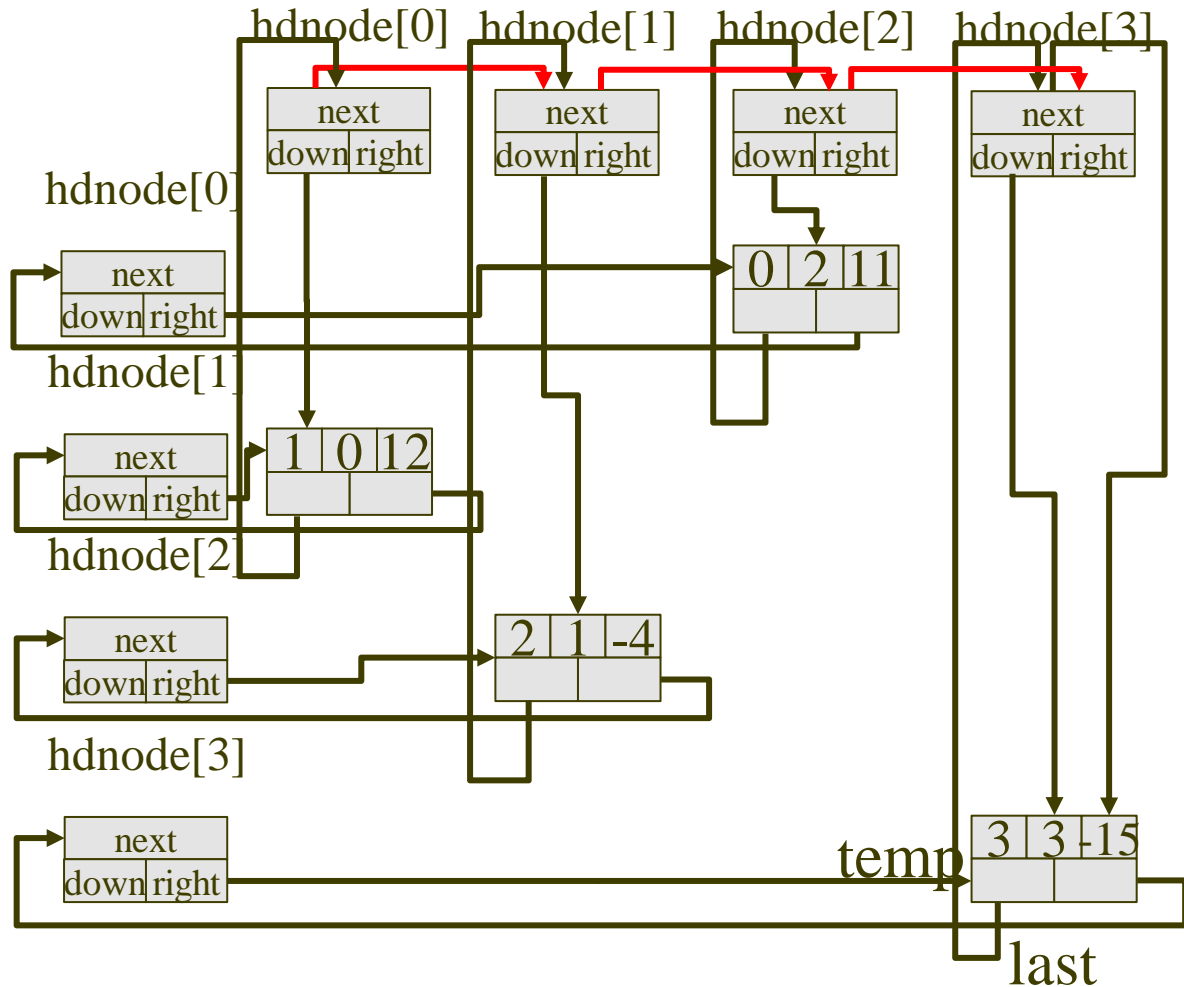 hdnode[0] hdnode[1] hdnode[2] hdnode[3]
next next next next
down right down right down right down right
hdnode[0]
next
down right
0 2 11
hdnode[1]
next
down right
1 0 12
hdnode[2]
next
down right
2 1 -4
hdnode[3]
next
down right
temp
3 3 -15
last